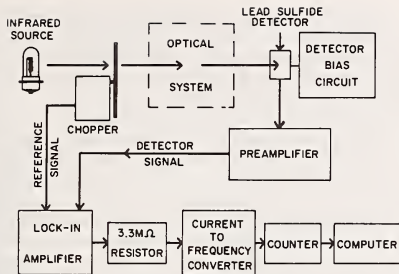 INFRARED
SOURCE
OPTICAL
SYSTEM
LEAD SULFIDE
DETECTOR
DETECTOR
BIAS
CIRCUIT
CHOPPER
REFERENCE
SIGNAL
DETECTOR
SIGNAL
PREAMPLIFIER
LOCK-IN
AMPLIFIER
3.3MΩ
RESISTOR
CURRENT
TO
FREQUENCY
CONVERTER
COUNTER
COMPUTER